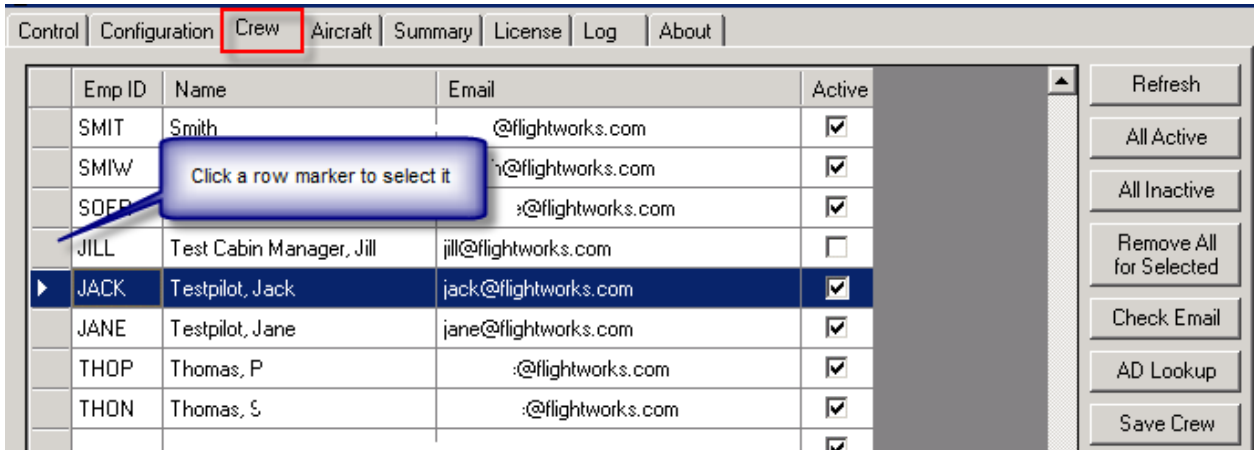 Control Configuration Crew Aircraft Summary License Log About
Emp ID Name Email Active
Refresh
SMIT Smith @flightworks.com
All Active
SMIW @flightworks.com
Click a row marker to select it
All Inactive
@flightworks.com
JILL Test Cabin Manager, Jill jill@flightworks.com
Remove All
for Selected
JACK Testpilot, Jack jack@flightworks.com
JANE Testpilot, Jane jane@flightworks.com
Check Email
THOP Thomas, P @flightworks.com
AD Lookup
THON Thomas, S @flightworks.com
Save Crew